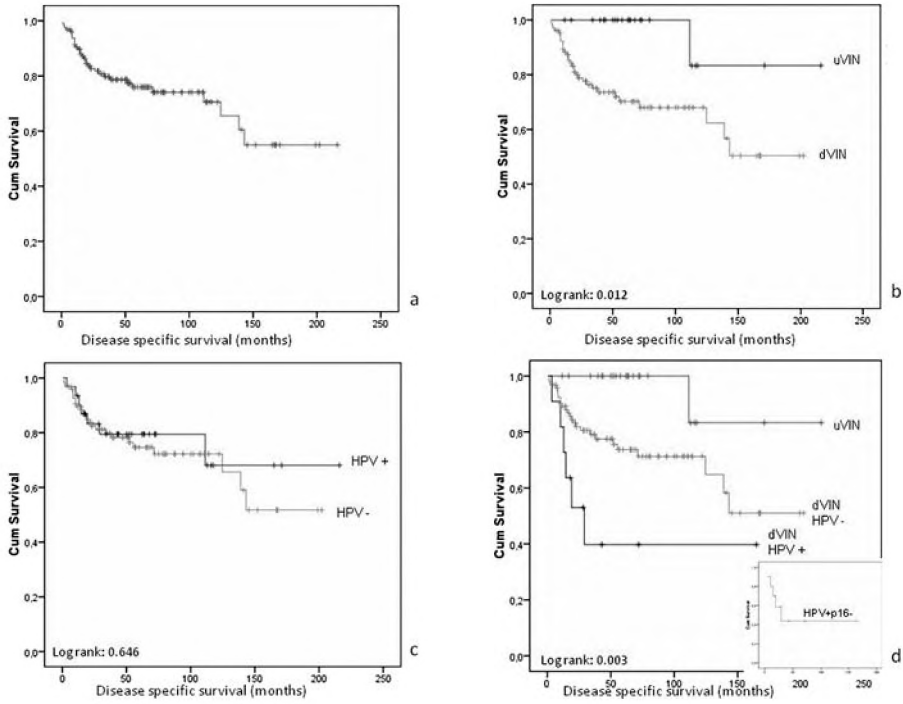 1,0
0,8
0,6
0,4
0,2
0,0
Cum Survival
0 50 100 150 200 250
Disease specific survival (months)
a
1,0
0,8
0,6
0,4
0,2
0,0
Cum Survival
uVIN
dVIN
Logrank: 0.012
0 50 100 150 200 250
Disease specific survival (months)
b
1,0
0,8
0,6
0,4
0,2
0,0
Cum Survival
HPV +
HPV -
Logrank: 0.646
0 50 100 150 200 250
Disease specific survival (months)
c
1,0
0,8
0,6
0,4
0,2
0,0
Cum Survival
uVIN
dVIN
HPV -
dVIN
HPV +
Logrank: 0.003
0 50 100 150 200 250
Disease specific survival (months)
Cum Survival
HPV+p16-
d